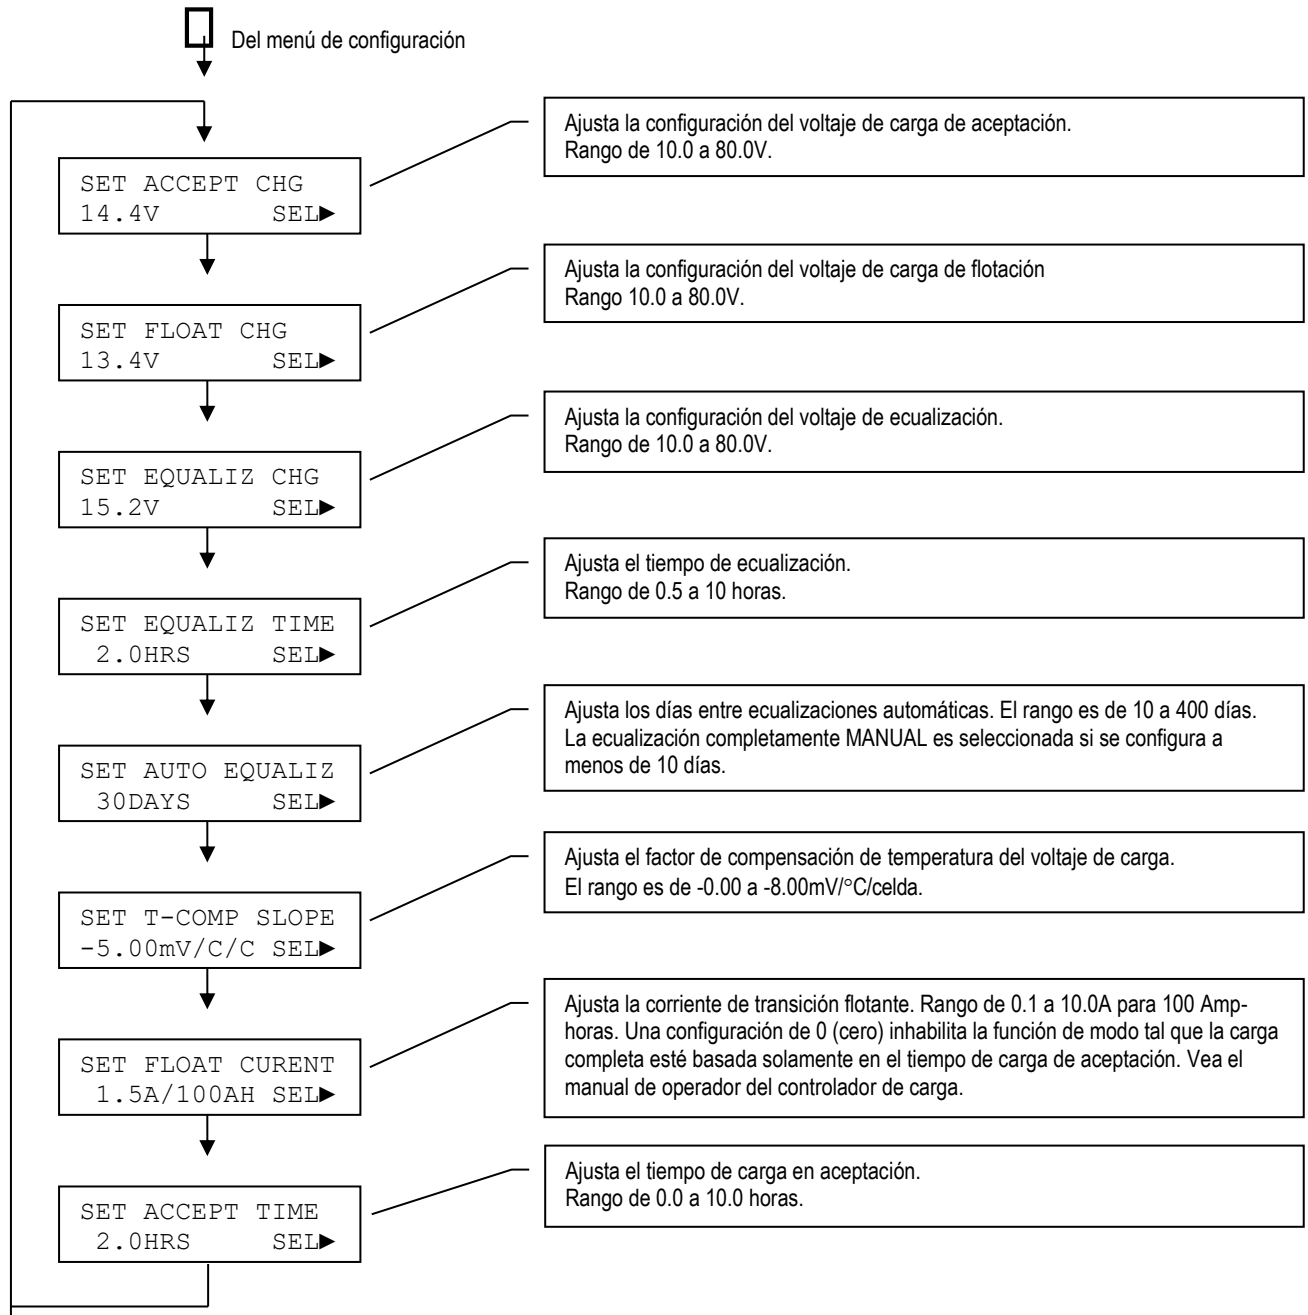 Del menú de configuración
Ajusta la configuración del voltaje de carga de aceptación.
Rango de 10.0 a 80.0V.
SET ACCEPT CHG
14.4V SEL►
Ajusta la configuración del voltaje de carga de flotación
Rango 10.0 a 80.0V.
SET FLOAT CHG
13.4V SEL►
Ajusta la configuración del voltaje de ecualización.
Rango de 10.0 a 80.0V.
SET EQUALIZ CHG
15.2V SEL►
Ajusta el tiempo de ecualización.
Rango de 0.5 a 10 horas.
SET EQUALIZ TIME
2.0HRS SEL►
Ajusta los días entre ecualizaciones automáticas. El rango es de 10 a 400 días.
La ecualización completamente MANUAL es seleccionada si se configura a
menos de 10 días.
SET AUTO EQUALIZ
30DAYS SEL►
Ajusta el factor de compensación de temperatura del voltaje de carga.
El rango es de -0.00 a -8.00mV/°C/celda.
SET T-COMP SLOPE
-5.00mV/C/C SEL►
Ajusta la corriente de transición flotante. Rango de 0.1 a 10.0A para 100 Amp-
horas. Una configuración de 0 (cero) inhabilita la función de modo tal que la carga
completa esté basada solamente en el tiempo de carga de aceptación. Vea el
manual de operador del controlador de carga.
SET FLOAT CURENT
1.5A/100AH SEL►
Ajusta el tiempo de carga en aceptación.
Rango de 0.0 a 10.0 horas.
SET ACCEPT TIME
2.0HRS SEL►